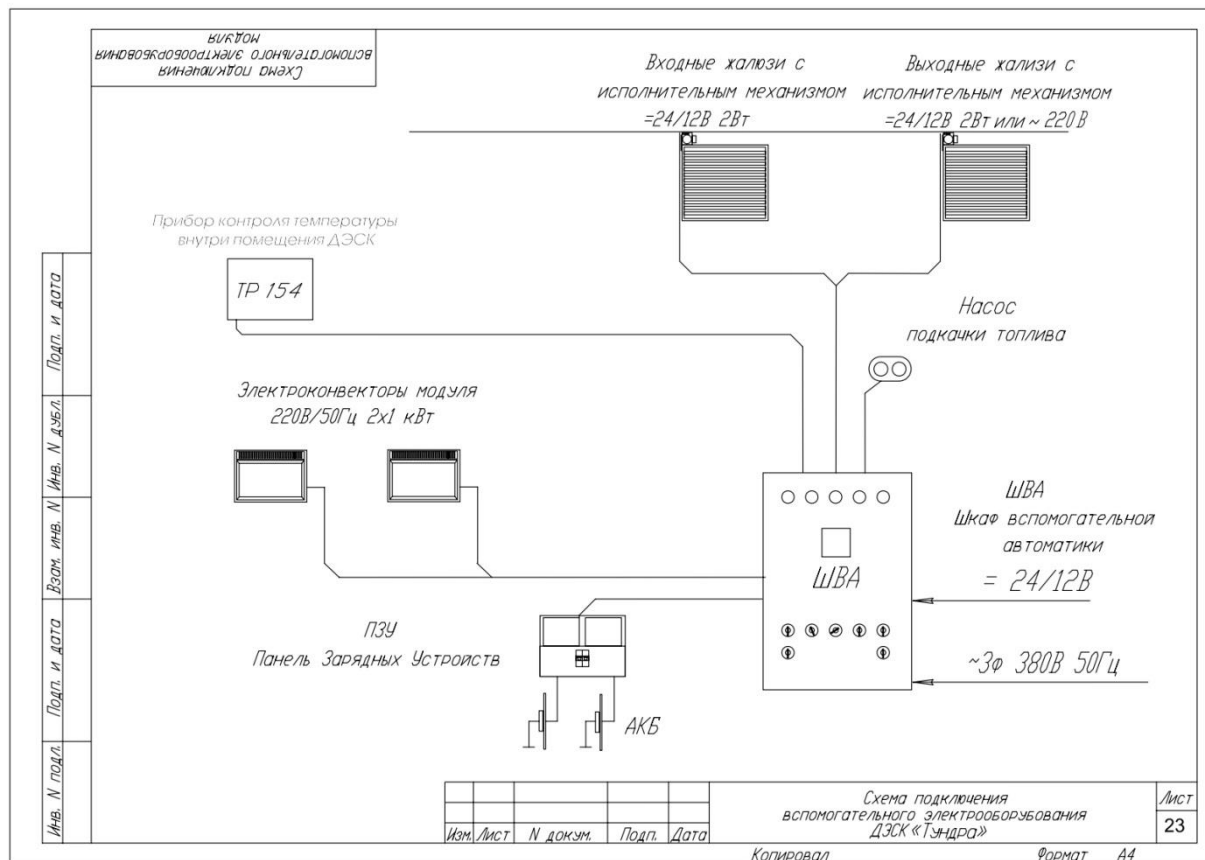 Схема подключения
вспомогательного электрооборудования
модуля
Входные жалюзи с
исполнительным механизмом
=24/12В 2Вт
Выходные жализи с
исполнительным механизмом
=24/12В 2Вт или ~ 220 В
Прибор контроля температуры
внутри помещения ДЭСК
ТР 154
Насос
подкачки топлива
Электроконвекторы модуля
220В/50Гц 2х1 кВт
ШВА
Шкаф вспомогательной
автоматики
ШВА
= 24/12В
ПЗУ
Панель Зарядных Устройств
~3ф 380В 50Гц
АКБ
Подп. и дата
Инв. N дубл.
Взам. инв. N
Подп. и дата
Инв. N подл.
Изм.
Лист
N докум.
Подп.
Дата
Схема подключения
вспомогательного электрооборубования
ДЭСК «Тундра»
Лист
23
Копировал
Формат А4